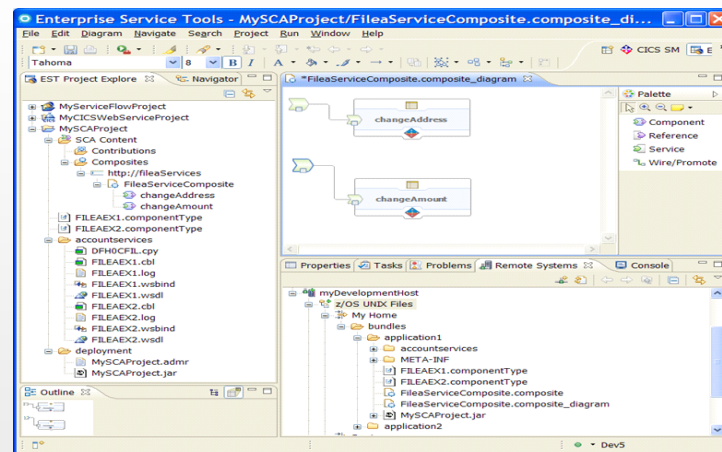 Enterprise Service Tools - MySCAProject/FileaServiceComposite.composite_di...
File Edit Diagram Navigate Search Project Run Window Help
CICS SM E
Tahoma 8 8 B I A
EST Project Explore Navigator
MyServiceFlowProject
MyCICSWebServiceProject
MySCAProject
SCA Content
Contributions
Composites
http://fileaServices
FileaServiceComposite
changeAddress
changeAmount
FILEAEX1.componentType
FILEAEX2.componentType
accountservices
DFH0CFIL.cpy
FILEAEX1.cbl
FILEAEX1.log
FILEAEX1.wsbind
FILEAEX1.wsdl
FILEAEX2.cbl
FILEAEX2.log
FILEAEX2.wsbind
FILEAEX2.wsdl
deployment
MySCAProject.admr
MySCAProject.jar
Outline
*FileaServiceComposite.composite_diagram
changeAddress
changeAmount
Palette
Component
Reference
Service
Wire/Promote
Properties Tasks Problems Remote Systems Console
myDevelopmentHost
z/OS UNIX Files
My Home
bundles
application1
accountservices
META-INF
FILEAEX1.componentType
FILEAEX2.componentType
FileaServiceComposite.composite
FileaServiceComposite.composite_diagram
MySCAProject.jar
application2
Dev5